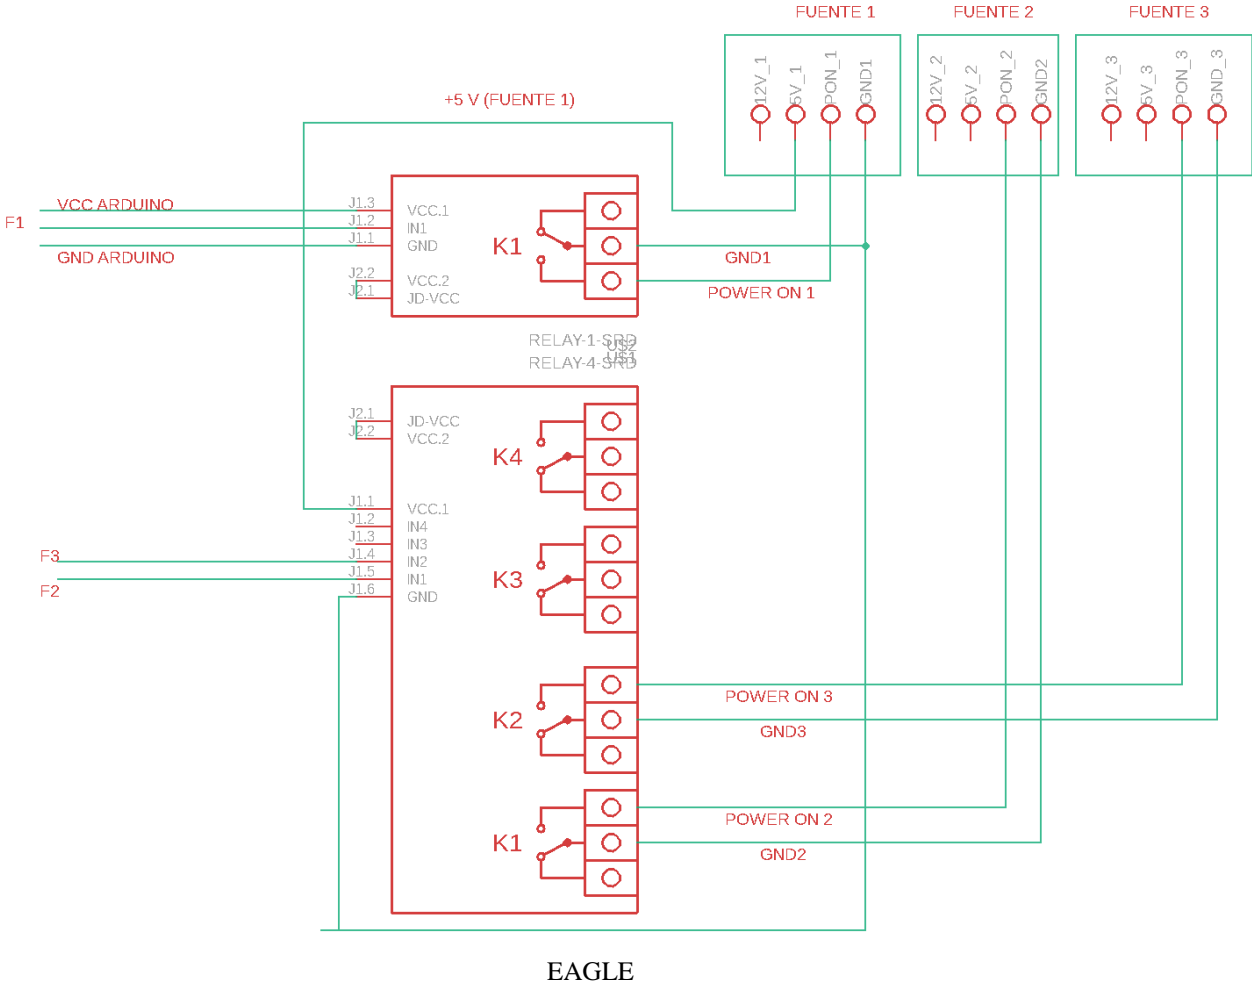 FUENTE 1
FUENTE 2
FUENTE 3
12V_1
5V_1
PON_1
GND1
12V_2
5V_2
PON_2
GND2
12V_3
5V_3
PON_3
GND_3
+5 V (FUENTE 1)
F1
VCC ARDUINO
GND ARDUINO
J1.3
J1.2
J1.1
J2.2
J2.1
VCC.1
IN1
GND
VCC.2
JD-VCC
K1
GND1
POWER ON 1
RELAY-1-SRD
US2
US1
RELAY-4-SRD
J2.1
J2.2
JD-VCC
VCC.2
K4
J1.1
J1.2
J1.3
J1.4
J1.5
J1.6
VCC.1
IN4
IN3
IN2
IN1
GND
F3
F2
K3
K2
POWER ON 3
GND3
K1
POWER ON 2
GND2
EAGLE